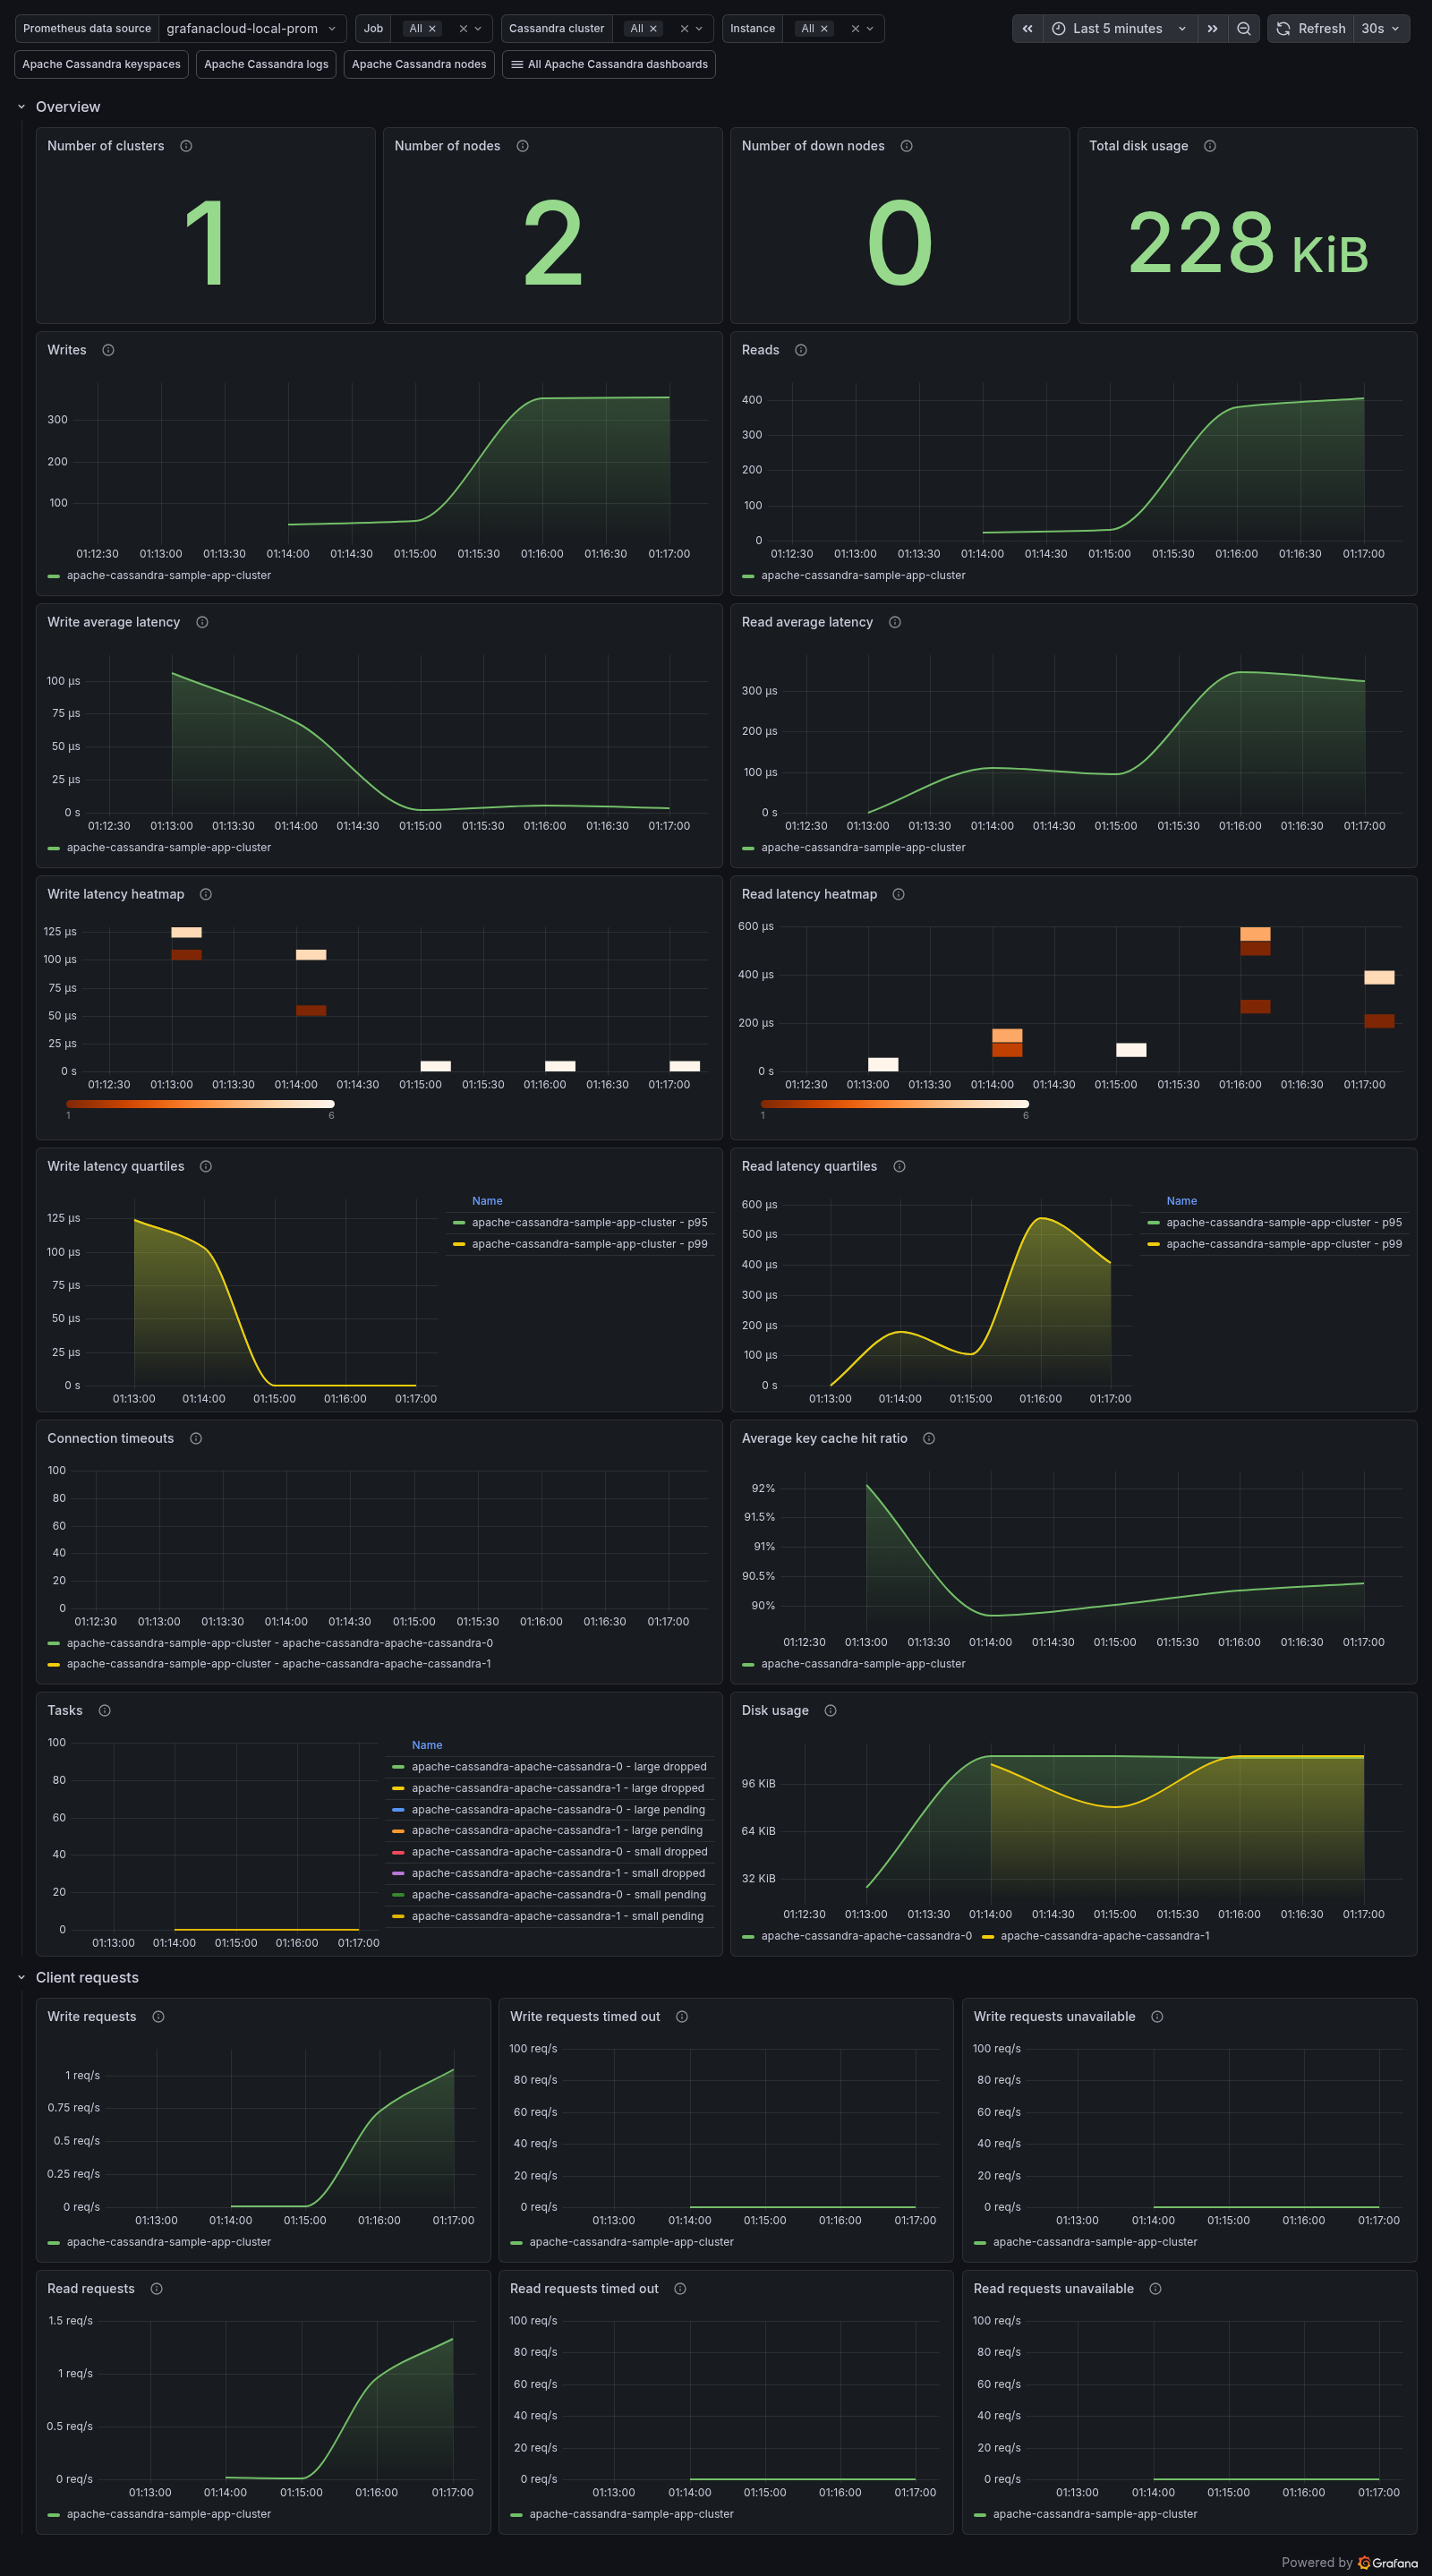 Prometheus data source grafanacloud-local-prom Job All Cassandra cluster All Instance All Last 5 minutes Refresh 30s
Apache Cassandra keyspaces Apache Cassandra logs Apache Cassandra nodes All Apache Cassandra dashboards
Overview
Number of clusters
1
Number of nodes
2
Number of down nodes
0
Total disk usage
228 KiB
Writes
300
200
100
01:12:30 01:13:00 01:13:30 01:14:00 01:14:30 01:15:00 01:15:30 01:16:00 01:16:30 01:17:00
apache-cassandra-sample-app-cluster
Reads
400
300
200
100
0
01:12:30 01:13:00 01:13:30 01:14:00 01:14:30 01:15:00 01:15:30 01:16:00 01:16:30 01:17:00
apache-cassandra-sample-app-cluster
Write average latency
100 µs
75 µs
50 µs
25 µs
0 s
01:12:30 01:13:00 01:13:30 01:14:00 01:14:30 01:15:00 01:15:30 01:16:00 01:16:30 01:17:00
apache-cassandra-sample-app-cluster
Read average latency
300 µs
200 µs
100 µs
0 s
01:12:30 01:13:00 01:13:30 01:14:00 01:14:30 01:15:00 01:15:30 01:16:00 01:16:30 01:17:00
apache-cassandra-sample-app-cluster
Write latency heatmap
125 µs
100 µs
75 µs
50 µs
25 µs
0 s
01:12:30 01:13:00 01:13:30 01:14:00 01:14:30 01:15:00 01:15:30 01:16:00 01:16:30 01:17:00
1 6
Read latency heatmap
600 µs
400 µs
200 µs
0 s
01:12:30 01:13:00 01:13:30 01:14:00 01:14:30 01:15:00 01:15:30 01:16:00 01:16:30 01:17:00
1 6
Write latency quartiles
125 µs
100 µs
75 µs
50 µs
25 µs
0 s
01:13:00 01:14:00 01:15:00 01:16:00 01:17:00
Name
apache-cassandra-sample-app-cluster - p95
apache-cassandra-sample-app-cluster - p99
Read latency quartiles
600 µs
500 µs
400 µs
300 µs
200 µs
100 µs
0 s
01:13:00 01:14:00 01:15:00 01:16:00 01:17:00
Name
apache-cassandra-sample-app-cluster - p95
apache-cassandra-sample-app-cluster - p99
Connection timeouts
100
80
60
40
20
0
01:12:30 01:13:00 01:13:30 01:14:00 01:14:30 01:15:00 01:15:30 01:16:00 01:16:30 01:17:00
apache-cassandra-sample-app-cluster - apache-cassandra-apache-cassandra-0
apache-cassandra-sample-app-cluster - apache-cassandra-apache-cassandra-1
Average key cache hit ratio
92%
91.5%
91%
90.5%
90%
01:12:30 01:13:00 01:13:30 01:14:00 01:14:30 01:15:00 01:15:30 01:16:00 01:16:30 01:17:00
apache-cassandra-sample-app-cluster
Tasks
100
80
60
40
20
0
01:13:00 01:14:00 01:15:00 01:16:00 01:17:00
Name
apache-cassandra-apache-cassandra-0 - large dropped
apache-cassandra-apache-cassandra-1 - large dropped
apache-cassandra-apache-cassandra-0 - large pending
apache-cassandra-apache-cassandra-1 - large pending
apache-cassandra-apache-cassandra-0 - small dropped
apache-cassandra-apache-cassandra-1 - small dropped
apache-cassandra-apache-cassandra-0 - small pending
apache-cassandra-apache-cassandra-1 - small pending
Disk usage
96 KiB
64 KiB
32 KiB
01:12:30 01:13:00 01:13:30 01:14:00 01:14:30 01:15:00 01:15:30 01:16:00 01:16:30 01:17:00
apache-cassandra-apache-cassandra-0 apache-cassandra-apache-cassandra-1
Client requests
Write requests
1 req/s
0.75 req/s
0.5 req/s
0.25 req/s
0 req/s
01:13:00 01:14:00 01:15:00 01:16:00 01:17:00
apache-cassandra-sample-app-cluster
Write requests timed out
100 req/s
80 req/s
60 req/s
40 req/s
20 req/s
0 req/s
01:13:00 01:14:00 01:15:00 01:16:00 01:17:00
apache-cassandra-sample-app-cluster
Write requests unavailable
100 req/s
80 req/s
60 req/s
40 req/s
20 req/s
0 req/s
01:13:00 01:14:00 01:15:00 01:16:00 01:17:00
apache-cassandra-sample-app-cluster
Read requests
1.5 req/s
1 req/s
0.5 req/s
0 req/s
01:13:00 01:14:00 01:15:00 01:16:00 01:17:00
apache-cassandra-sample-app-cluster
Read requests timed out
100 req/s
80 req/s
60 req/s
40 req/s
20 req/s
0 req/s
01:13:00 01:14:00 01:15:00 01:16:00 01:17:00
apache-cassandra-sample-app-cluster
Read requests unavailable
100 req/s
80 req/s
60 req/s
40 req/s
20 req/s
0 req/s
01:13:00 01:14:00 01:15:00 01:16:00 01:17:00
apache-cassandra-sample-app-cluster
Powered by Grafana